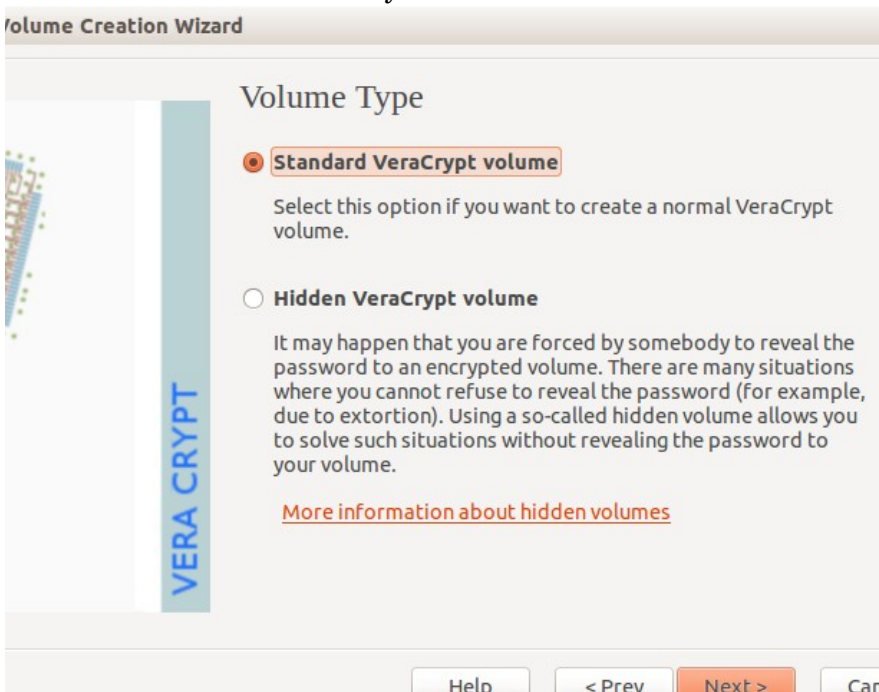 Volume Creation Wizard
Volume Type
Standard VeraCrypt volume
Select this option if you want to create a normal VeraCrypt
volume.
Hidden VeraCrypt volume
It may happen that you are forced by somebody to reveal the
password to an encrypted volume. There are many situations
where you cannot refuse to reveal the password (for example,
due to extortion). Using a so-called hidden volume allows you
to solve such situations without revealing the password to
your volume.
More information about hidden volumes
VERA CRYPT
Help
< Prev
Next >